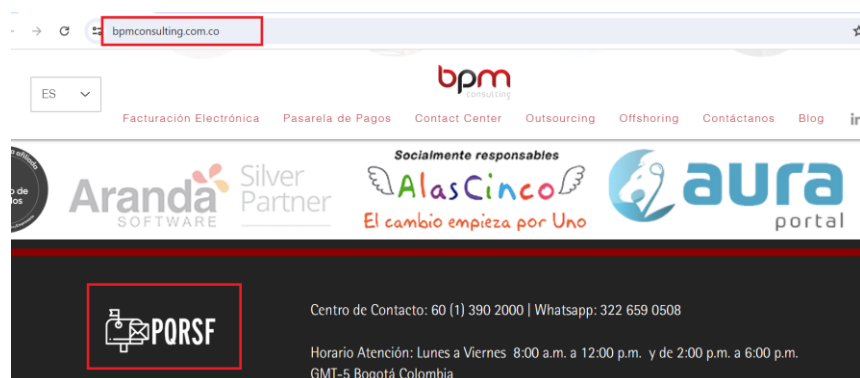 bpmconsulting.com.co
bpm
consulting
ES
Facturación Electrónica Pasarela de Pagos Contact Center Outsourcing Offshoring Contáctanos Blog in
Socialmente responsables
Aranda Silver
SOFTWARE Partner
AlasCinco
El cambio empieza por Uno
aura
portal
PQRSF
Centro de Contacto: 60 (1) 390 2000 | Whatsapp: 322 659 0508
Horario Atención: Lunes a Viernes 8:00 a.m. a 12:00 p.m. y de 2:00 p.m. a 6:00 p.m.
GMT-5 Bogotá Colombia